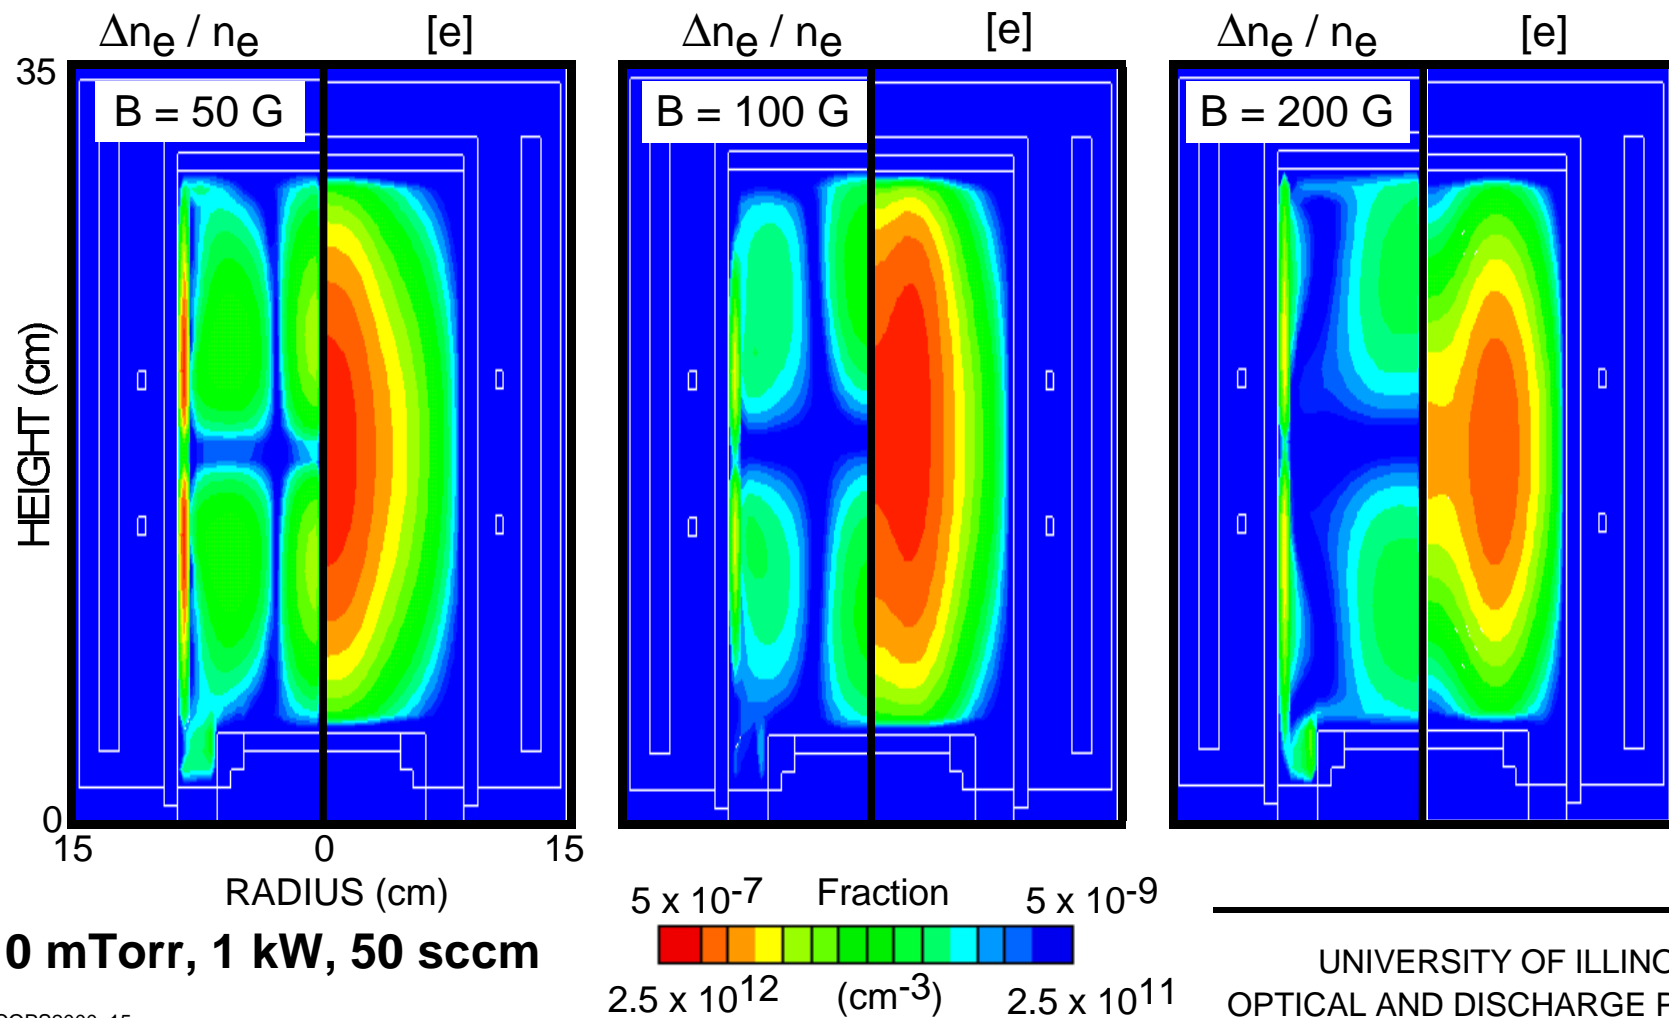 Δne / ne [e] Δne / ne [e] Δne / ne [e]
35
B = 50 G B = 100 G B = 200 G
HEIGHT (cm)
0
15 0 15
RADIUS (cm)
5 x 10-7 Fraction 5 x 10-9
0 mTorr, 1 kW, 50 sccm
2.5 x 1012 (cm-3) 2.5 x 1011
UNIVERSITY OF ILLINO
OPTICAL AND DISCHARGE P